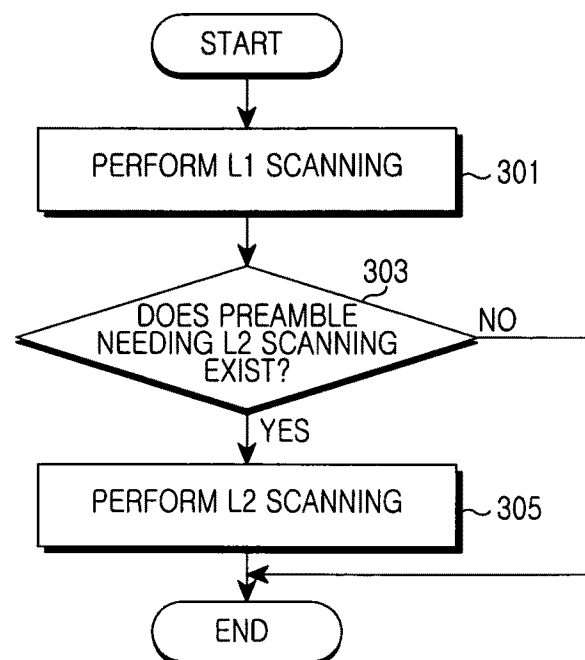 START
PERFORM L1 SCANNING
301
303
DOES PREAMBLE
NEEDING L2 SCANNING
EXIST?
NO
YES
PERFORM L2 SCANNING
305
END